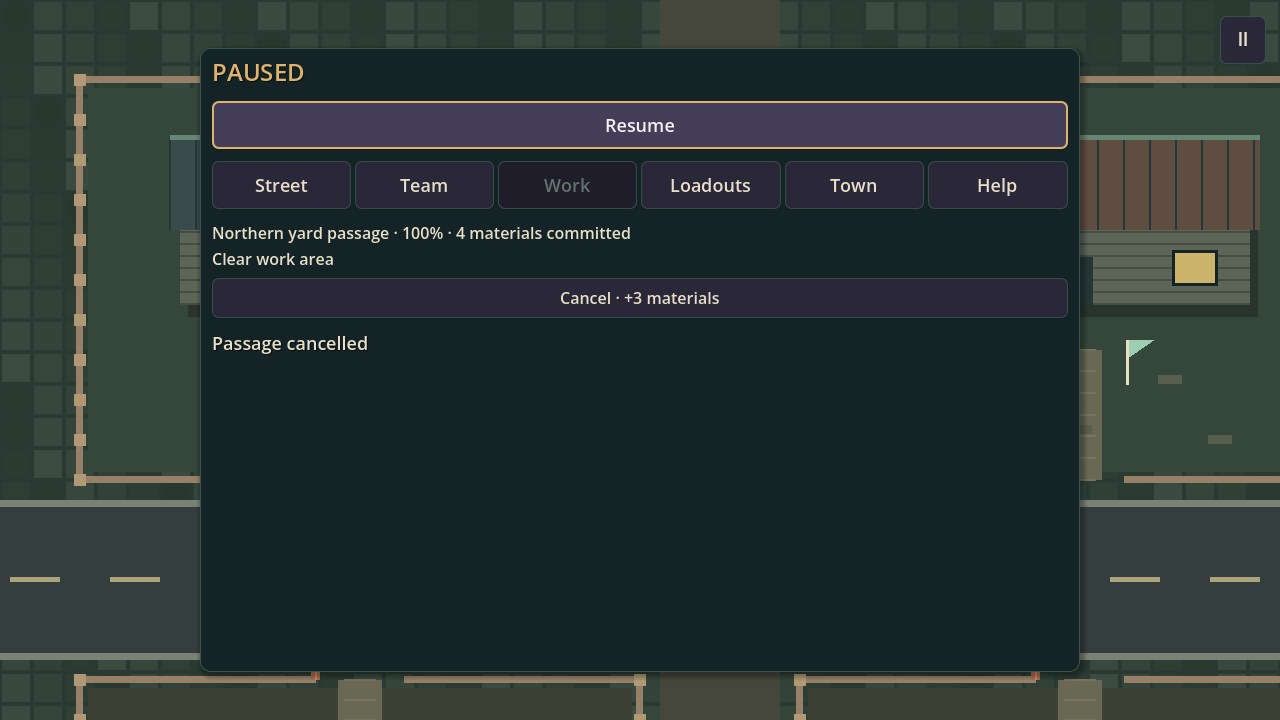 PAUSED
Resume
Street Team Work Loadouts Town Help
Northern yard passage · 100% · 4 materials committed
Clear work area
Cancel · +3 materials
Passage cancelled